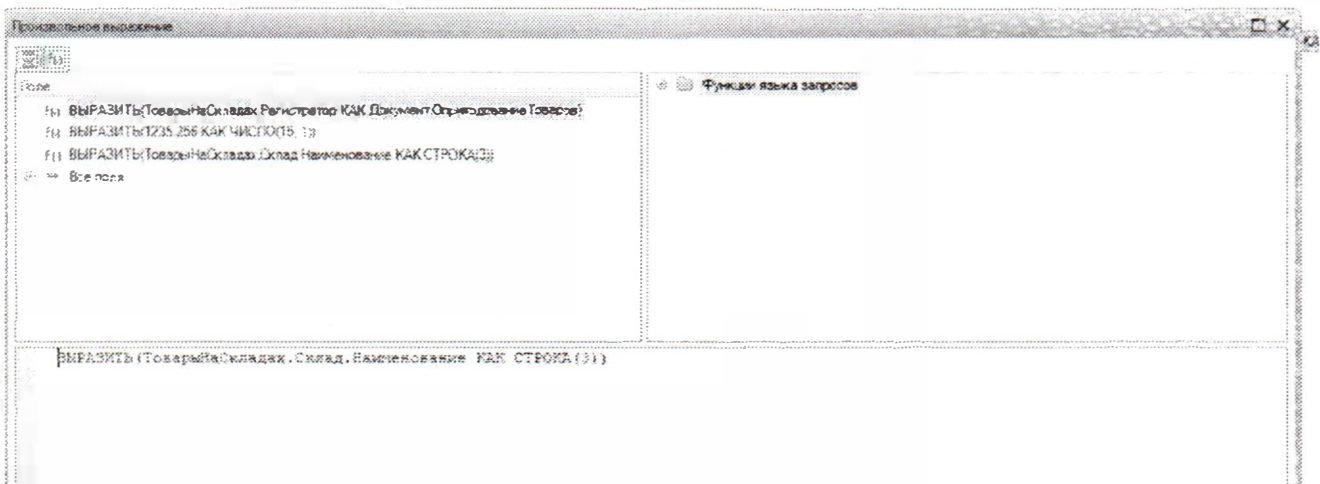 Произвольное выражение
Поле
ВЫРАЗИТЬ(ТоварыНаСкладах.Регистратор КАК Документ.ОприходованиеТоваров)
ВЫРАЗИТЬ(1235.256 КАК ЧИСЛО(15, 1))
ВЫРАЗИТЬ(ТоварыНаСкладах.Склад.Наименование КАК СТРОКА(3))
Все поля
Функции языка запросов
ВЫРАЗИТЬ(ТоварыНаСкладах.Склад.Наименование КАК СТРОКА(3))